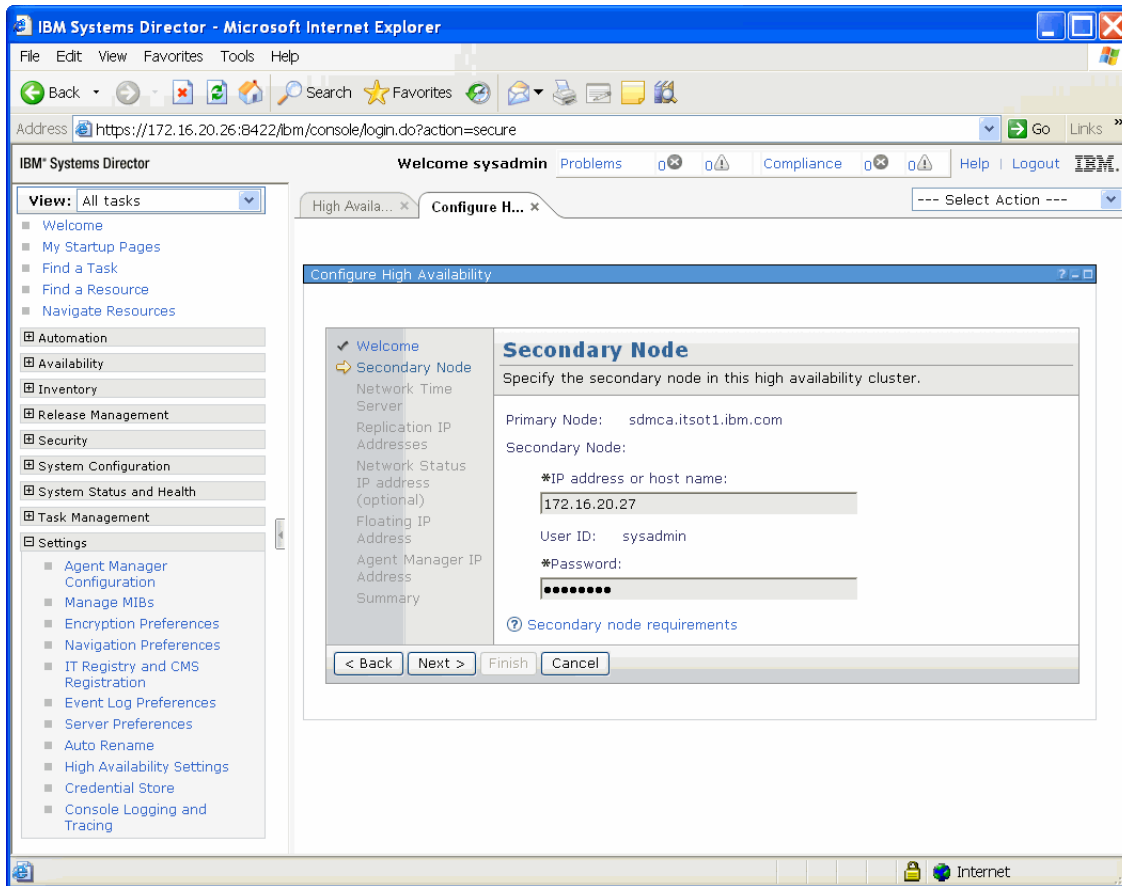 IBM Systems Director - Microsoft Internet Explorer
File Edit View Favorites Tools Help
Back Search Favorites
Address https://172.16.20.26:8422/ibm/console/login.do?action=secure Go Links »
IBM® Systems Director Welcome sysadmin Problems 0 0 Compliance 0 0 Help | Logout IBM.
View: All tasks
High Availa... × Configure H... × --- Select Action ---
Welcome
My Startup Pages
Find a Task
Find a Resource
Navigate Resources
Automation
Availability
Inventory
Release Management
Security
System Configuration
System Status and Health
Task Management
Settings
Agent Manager
Configuration
Manage MIBs
Encryption Preferences
Navigation Preferences
IT Registry and CMS
Registration
Event Log Preferences
Server Preferences
Auto Rename
High Availability Settings
Credential Store
Console Logging and
Tracing
Configure High Availability
Welcome
Secondary Node
Network Time
Server
Replication IP
Addresses
Network Status
IP address
(optional)
Floating IP
Address
Agent Manager IP
Address
Summary
Secondary Node
Specify the secondary node in this high availability cluster.
Primary Node: sdmca.itsot1.ibm.com
Secondary Node:
*IP address or host name:
172.16.20.27
User ID: sysadmin
*Password:
••••••••
Secondary node requirements
< Back Next > Finish Cancel
Internet